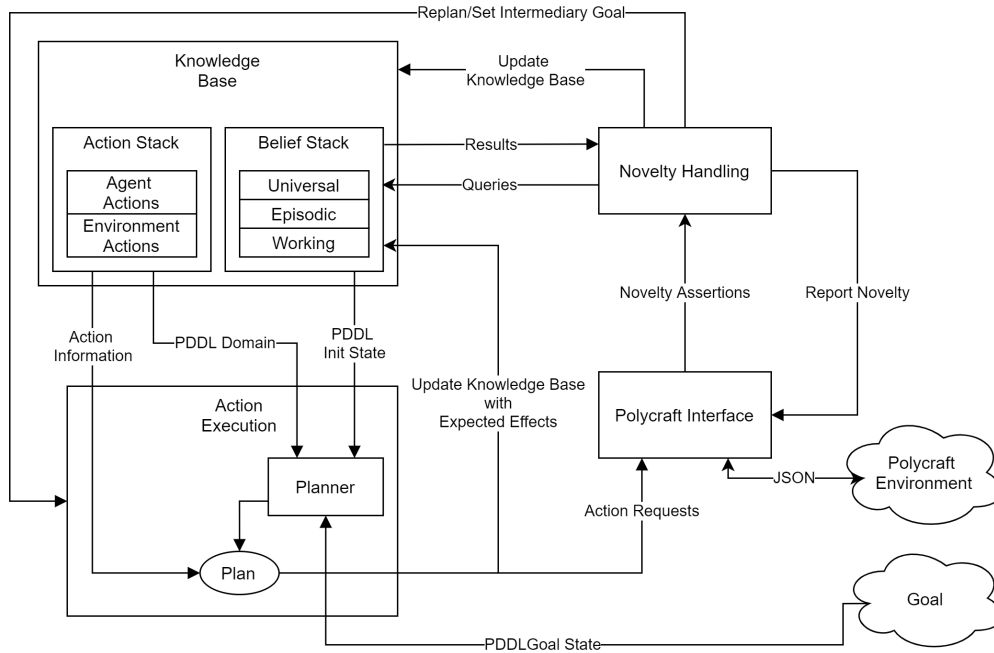 Replan/Set Intermediary Goal
Knowledge
Base
Update
Knowledge Base
Action Stack
Belief Stack
Results
Novelty Handling
Agent
Actions
Universal
Queries
Episodic
Environment
Actions
Working
Novelty Assertions
Report Novelty
Action
Information
PDDL Domain
PDDL
Init State
Update Knowledge Base
with
Expected Effects
Action
Execution
Polycraft Interface
Planner
JSON
Polycraft
Environment
Action Requests
Plan
Goal
PDDLGoal State